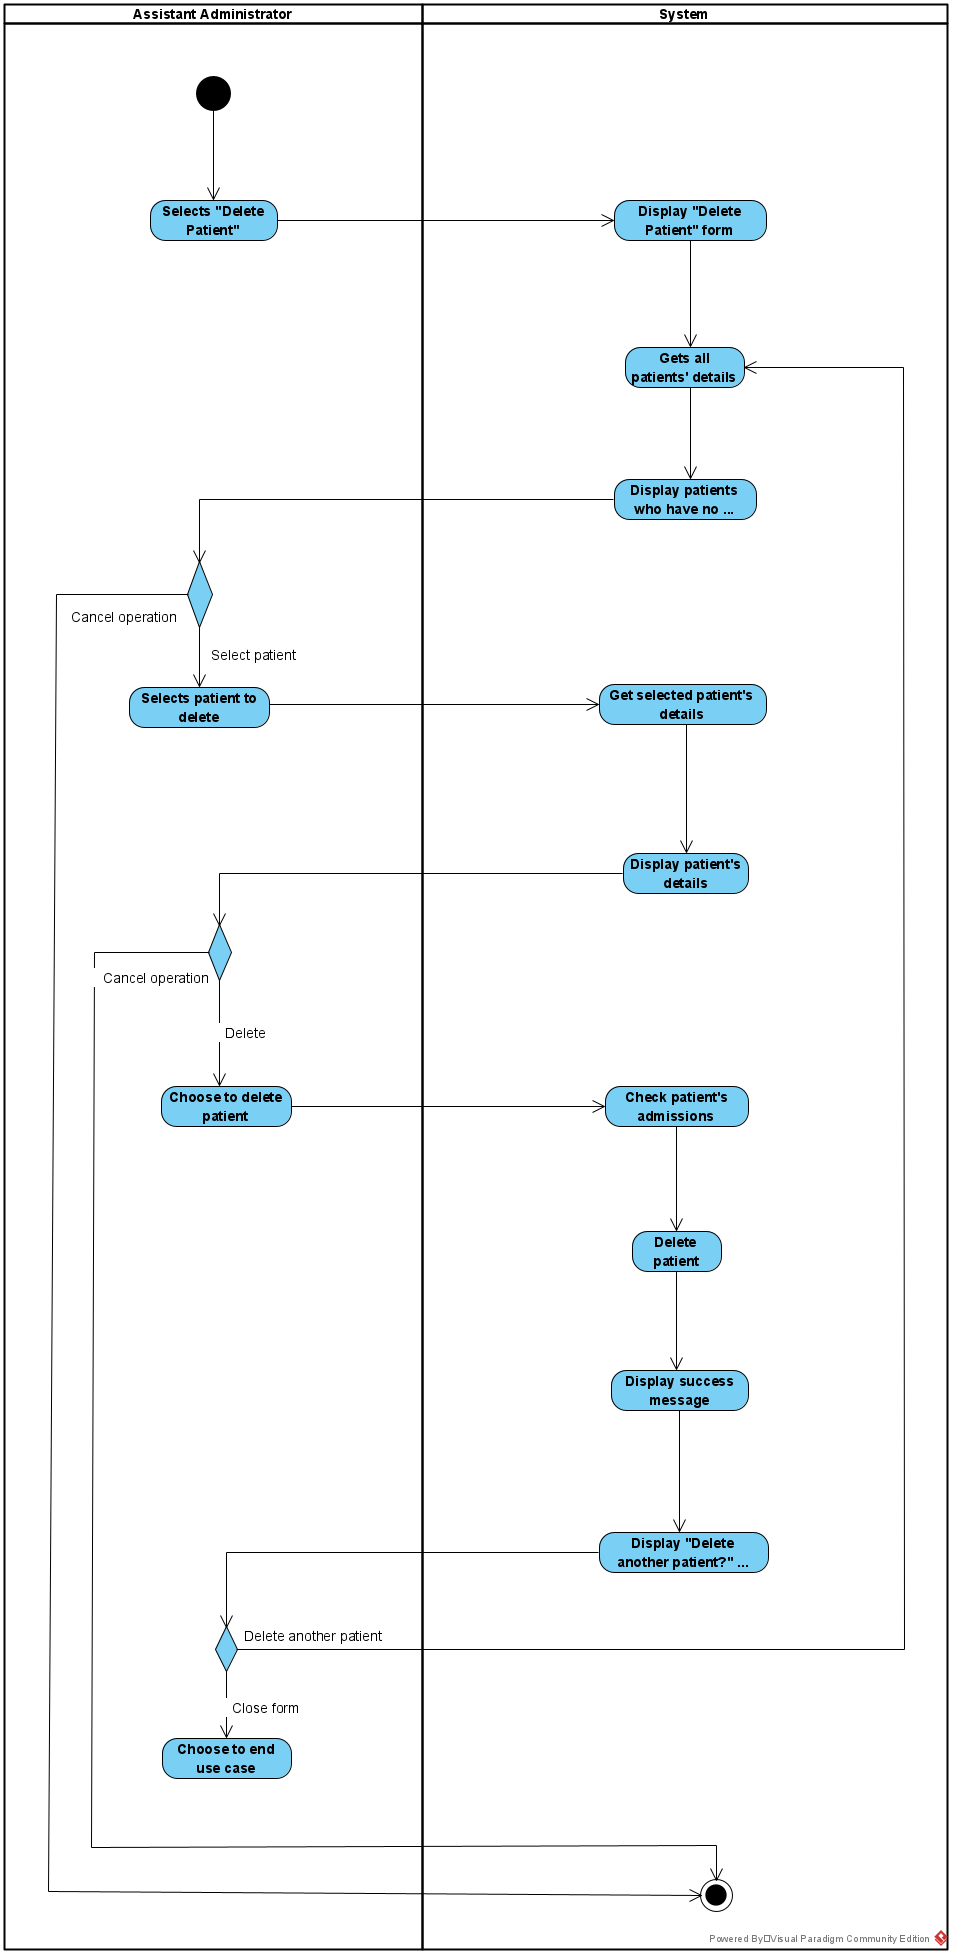 Assistant Administrator
System
Selects "Delete
Patient"
Display "Delete
Patient" form
Gets all
patients' details
Display patients
who have no ...
Cancel operation
Select patient
Selects patient to
delete
Get selected patient's
details
Display patient's
details
Cancel operation
Delete
Choose to delete
patient
Check patient's
admissions
Delete
patient
Display success
message
Display "Delete
another patient?" ...
Delete another patient
Close form
Choose to end
use case
Powered By□Visual Paradigm Community Edition